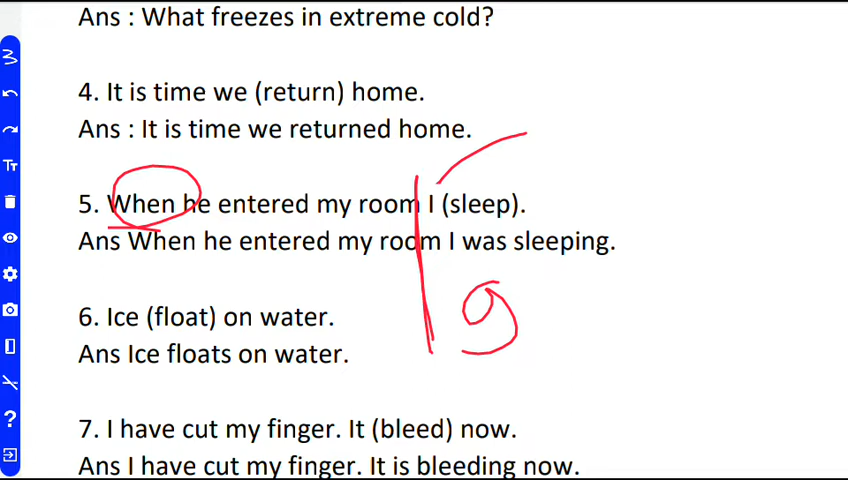 Ans : What freezes in extreme cold?
4. It is time we (return) home.
Ans : It is time we returned home.
5. When he entered my room I (sleep).
Ans When he entered my room I was sleeping.
6. Ice (float) on water.
Ans Ice floats on water.
7. I have cut my finger. It (bleed) now.
Ans I have cut my finger. It is bleeding now.